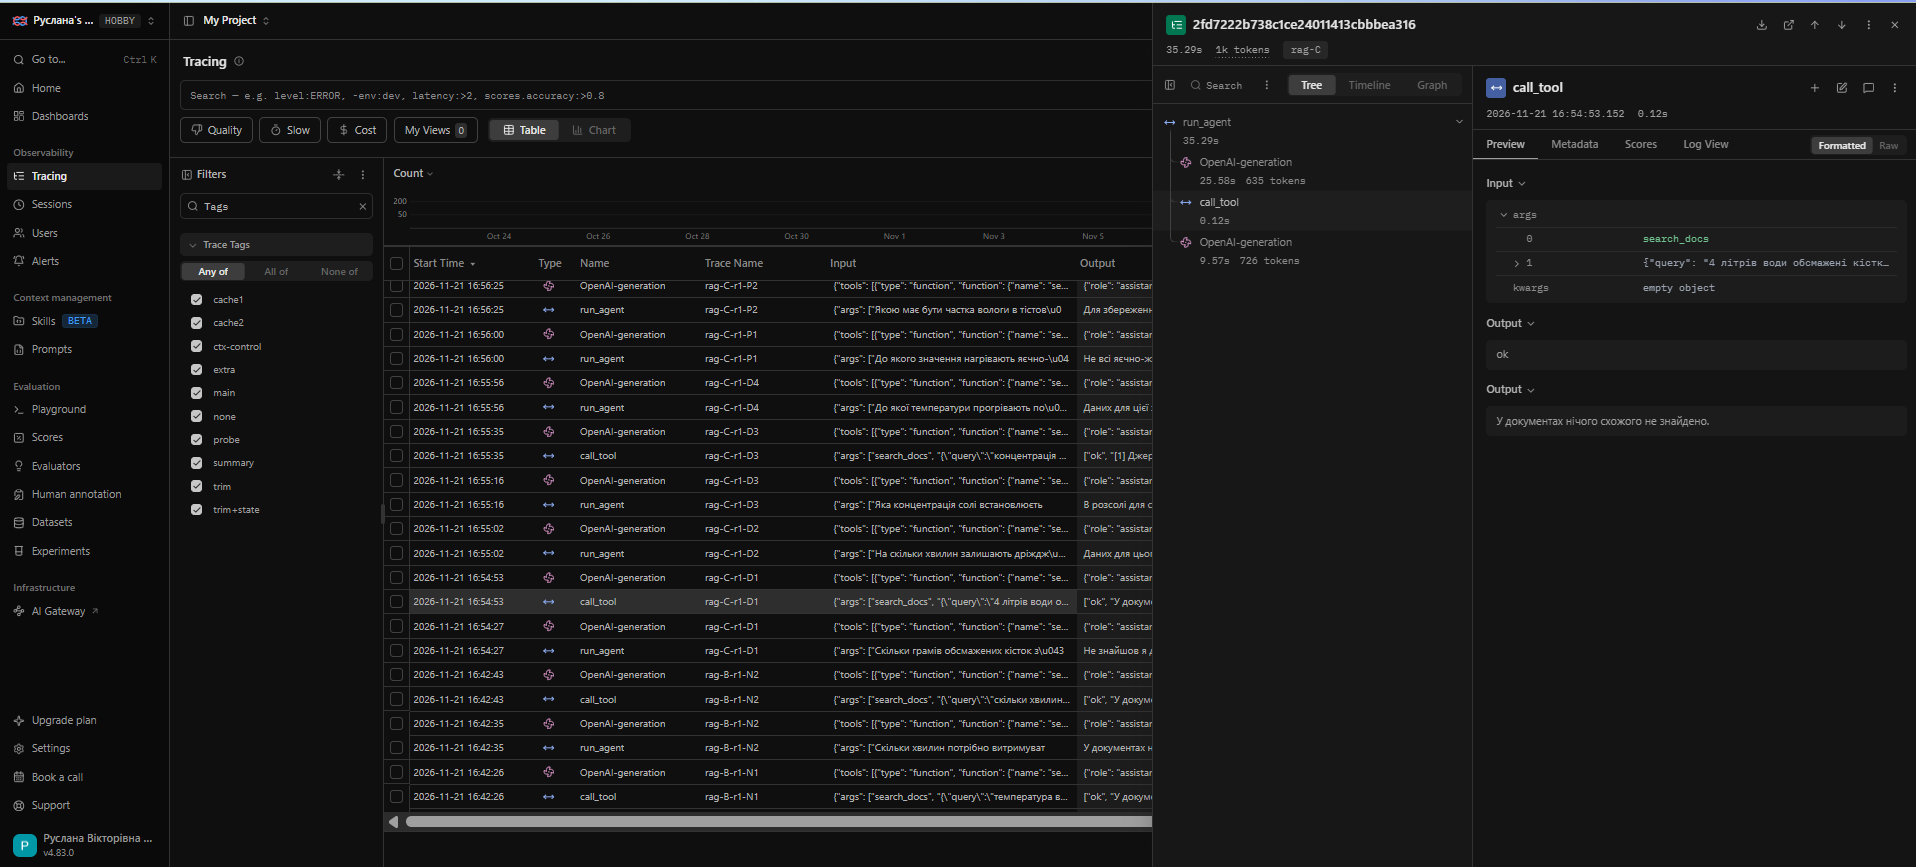 Руслана's ... HOBBY
Go to... Ctrl K
Home
Dashboards
Observability
Tracing
Sessions
Users
Alerts
Context management
Skills BETA
Prompts
Evaluation
Playground
Scores
Evaluators
Human annotation
Datasets
Experiments
Infrastructure
AI Gateway
Upgrade plan
Settings
Book a call
Support
Р Руслана Вікторівна ...
v4.83.0
My Project
Tracing
Search — e.g. level:ERROR, -env:dev, latency:>2, scores.accuracy:>0.8
Quality Slow Cost My Views 0 Table Chart
Filters
Tags
Trace Tags
Any of All of None of
cache1
cache2
ctx-control
extra
main
none
probe
summary
trim
trim+state
Count
200
50
Oct 24 Oct 26 Oct 28 Oct 30 Nov 1 Nov 3 Nov 5
Start Time Type Name Trace Name Input Output
2026-11-21 16:56:25 OpenAI-generation rag-C-r1-P2 {"tools": [{"type": "function", "function": {"name": "se... {"role": "assistar
2026-11-21 16:56:25 run_agent rag-C-r1-P2 {"args": ["Якою має бути частка вологи в тістов\u0 Для збереженн
2026-11-21 16:56:00 OpenAI-generation rag-C-r1-P1 {"tools": [{"type": "function", "function": {"name": "se... {"role": "assistar
2026-11-21 16:56:00 run_agent rag-C-r1-P1 {"args": ["До якого значення нагрівають яєчно-\u04 Не всі яєчно-ж
2026-11-21 16:55:56 OpenAI-generation rag-C-r1-D4 {"tools": [{"type": "function", "function": {"name": "se... {"role": "assistar
2026-11-21 16:55:56 run_agent rag-C-r1-D4 {"args": ["До якої температури прогрівають по\u0... Даних для цієї
2026-11-21 16:55:35 OpenAI-generation rag-C-r1-D3 {"tools": [{"type": "function", "function": {"name": "se... {"role": "assistar
2026-11-21 16:55:35 call_tool rag-C-r1-D3 {"args": ["search_docs", "{\"query\":\"концентрація ... ["ok", "[1] Джер
2026-11-21 16:55:16 OpenAI-generation rag-C-r1-D3 {"tools": [{"type": "function", "function": {"name": "se... {"role": "assistar
2026-11-21 16:55:16 run_agent rag-C-r1-D3 {"args": ["Яка концентрація солі встановлюєть В розсолі для с
2026-11-21 16:55:02 OpenAI-generation rag-C-r1-D2 {"tools": [{"type": "function", "function": {"name": "se... {"role": "assistar
2026-11-21 16:55:02 run_agent rag-C-r1-D2 {"args": ["На скільки хвилин залишають дріждж\u... Даних для цьог
2026-11-21 16:54:53 OpenAI-generation rag-C-r1-D1 {"tools": [{"type": "function", "function": {"name": "se... {"role": "assistar
2026-11-21 16:54:53 call_tool rag-C-r1-D1 {"args": ["search_docs", "{\"query\":\"4 літрів води о... ["ok", "У докум
2026-11-21 16:54:27 OpenAI-generation rag-C-r1-D1 {"tools": [{"type": "function", "function": {"name": "se... {"role": "assistar
2026-11-21 16:54:27 run_agent rag-C-r1-D1 {"args": ["Скільки грамів обсмажених кісток з\u043 Не знайшов я д
2026-11-21 16:42:43 OpenAI-generation rag-B-r1-N2 {"tools": [{"type": "function", "function": {"name": "se... {"role": "assistar
2026-11-21 16:42:43 call_tool rag-B-r1-N2 {"args": ["search_docs", "{\"query\":\"скільки хвилин... ["ok", "У докум
2026-11-21 16:42:35 OpenAI-generation rag-B-r1-N2 {"tools": [{"type": "function", "function": {"name": "se... {"role": "assistar
2026-11-21 16:42:35 run_agent rag-B-r1-N2 {"args": ["Скільки хвилин потрібно витримуват У документах н
2026-11-21 16:42:26 OpenAI-generation rag-B-r1-N1 {"tools": [{"type": "function", "function": {"name": "se... {"role": "assistar
2026-11-21 16:42:26 call_tool rag-B-r1-N1 {"args": ["search_docs", "{\"query\":\"температура в... ["ok", "У докум
2fd7222b738c1ce24011413cbbbea316
35.29s 1k tokens rag-C
Search Tree Timeline Graph
run_agent
35.29s
OpenAI-generation
25.58s 635 tokens
call_tool
0.12s
OpenAI-generation
9.57s 726 tokens
call_tool
2026-11-21 16:54:53.152 0.12s
Preview Metadata Scores Log View Formatted Raw
Input
args
0 search_docs
1 {"query": "4 літрів води обсмажені кістк...
kwargs empty object
Output
ok
Output
У документах нічого схожого не знайдено.